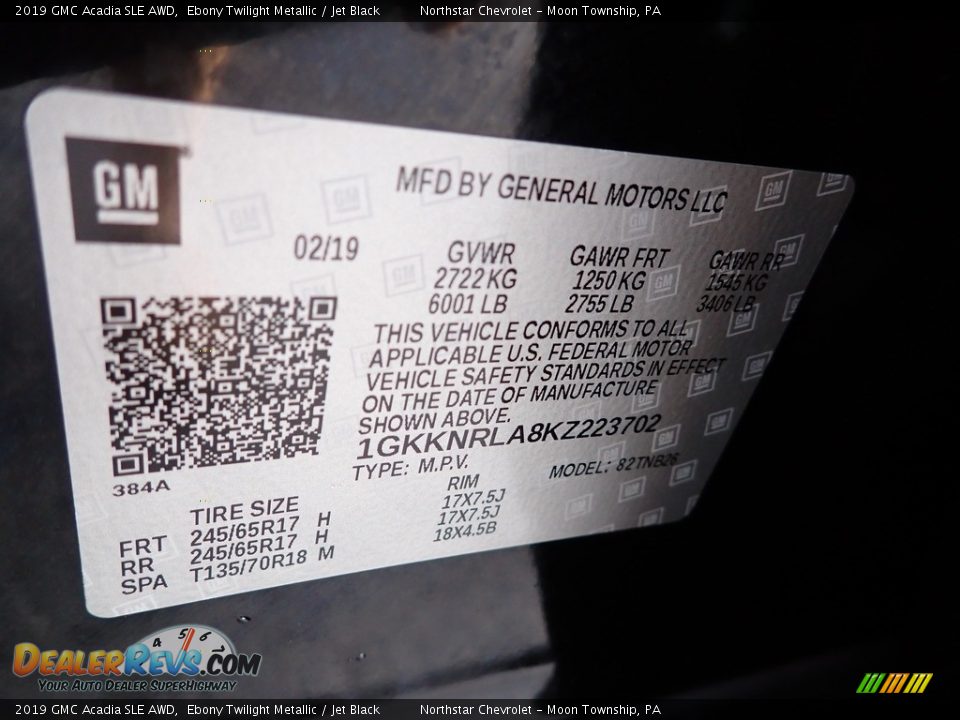 2019 GMC Acadia SLE AWD, Ebony Twilight Metallic / Jet Black Northstar Chevrolet - Moon Township, PA
GM
MFD BY GENERAL MOTORS LLC
02/19 GVWR GAWR FRT GAWR RR
2722 KG 1250 KG 1545 KG
6001 LB 2755 LB 3406 LB
THIS VEHICLE CONFORMS TO ALL
APPLICABLE U.S. FEDERAL MOTOR
VEHICLE SAFETY STANDARDS IN EFFECT
ON THE DATE OF MANUFACTURE
SHOWN ABOVE.
1GKKNRLA8KZ223702
TYPE: M.P.V. MODEL: 82TNB26
384A
TIRE SIZE RIM
FRT 245/65R17 H 17X7.5J
RR 245/65R17 H 17X7.5J
SPA T135/70R18 M 18X4.5B
4 5 6
DEALERREVS.COM
YOUR AUTO DEALER SUPERHIGHWAY
2019 GMC Acadia SLE AWD, Ebony Twilight Metallic / Jet Black Northstar Chevrolet - Moon Township, PA